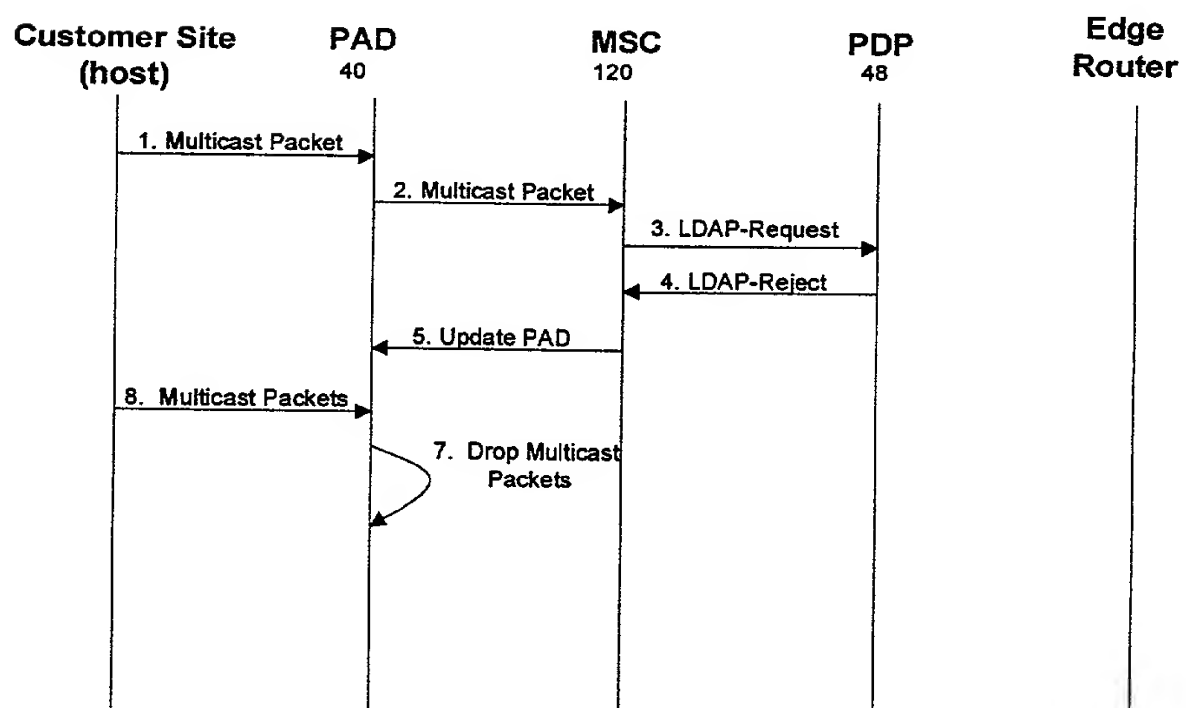 Customer Site
(host)
PAD
40
MSC
120
PDP
48
Edge
Router
1. Multicast Packet
2. Multicast Packet
3. LDAP-Request
4. LDAP-Reject
5. Update PAD
8. Multicast Packets
7. Drop Multicast
Packets